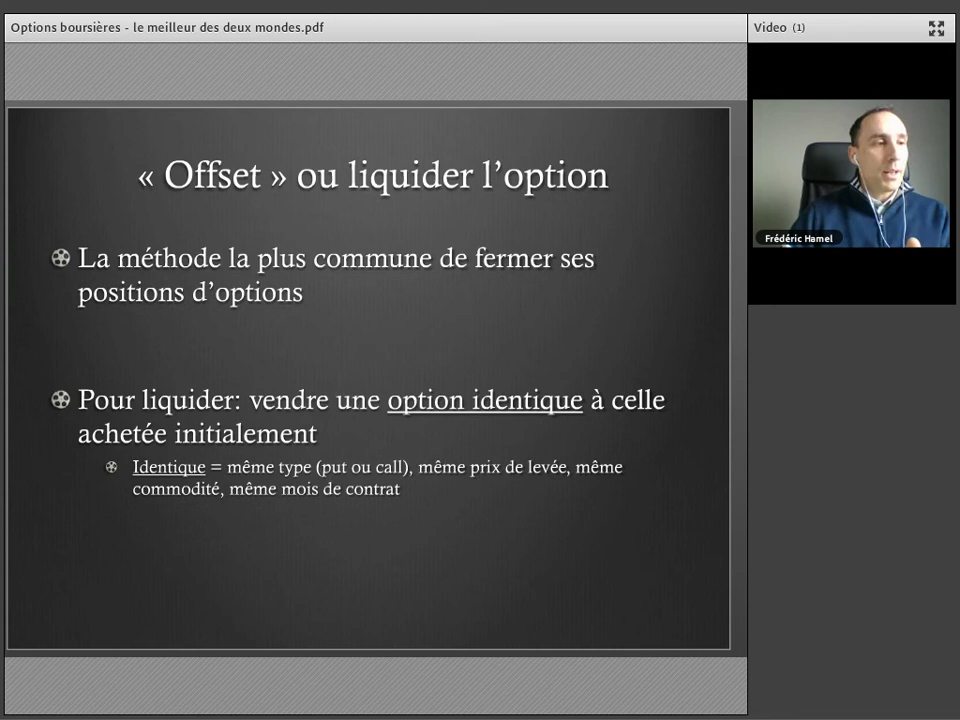 Options boursières - le meilleur des deux mondes.pdf
Video (1)
« Offset » ou liquider l’option
La méthode la plus commune de fermer ses
positions d’options
Pour liquider: vendre une option identique à celle
achetée initialement
Identique = même type (put ou call), même prix de levée, même
commodité, même mois de contrat
Frédéric Hamel